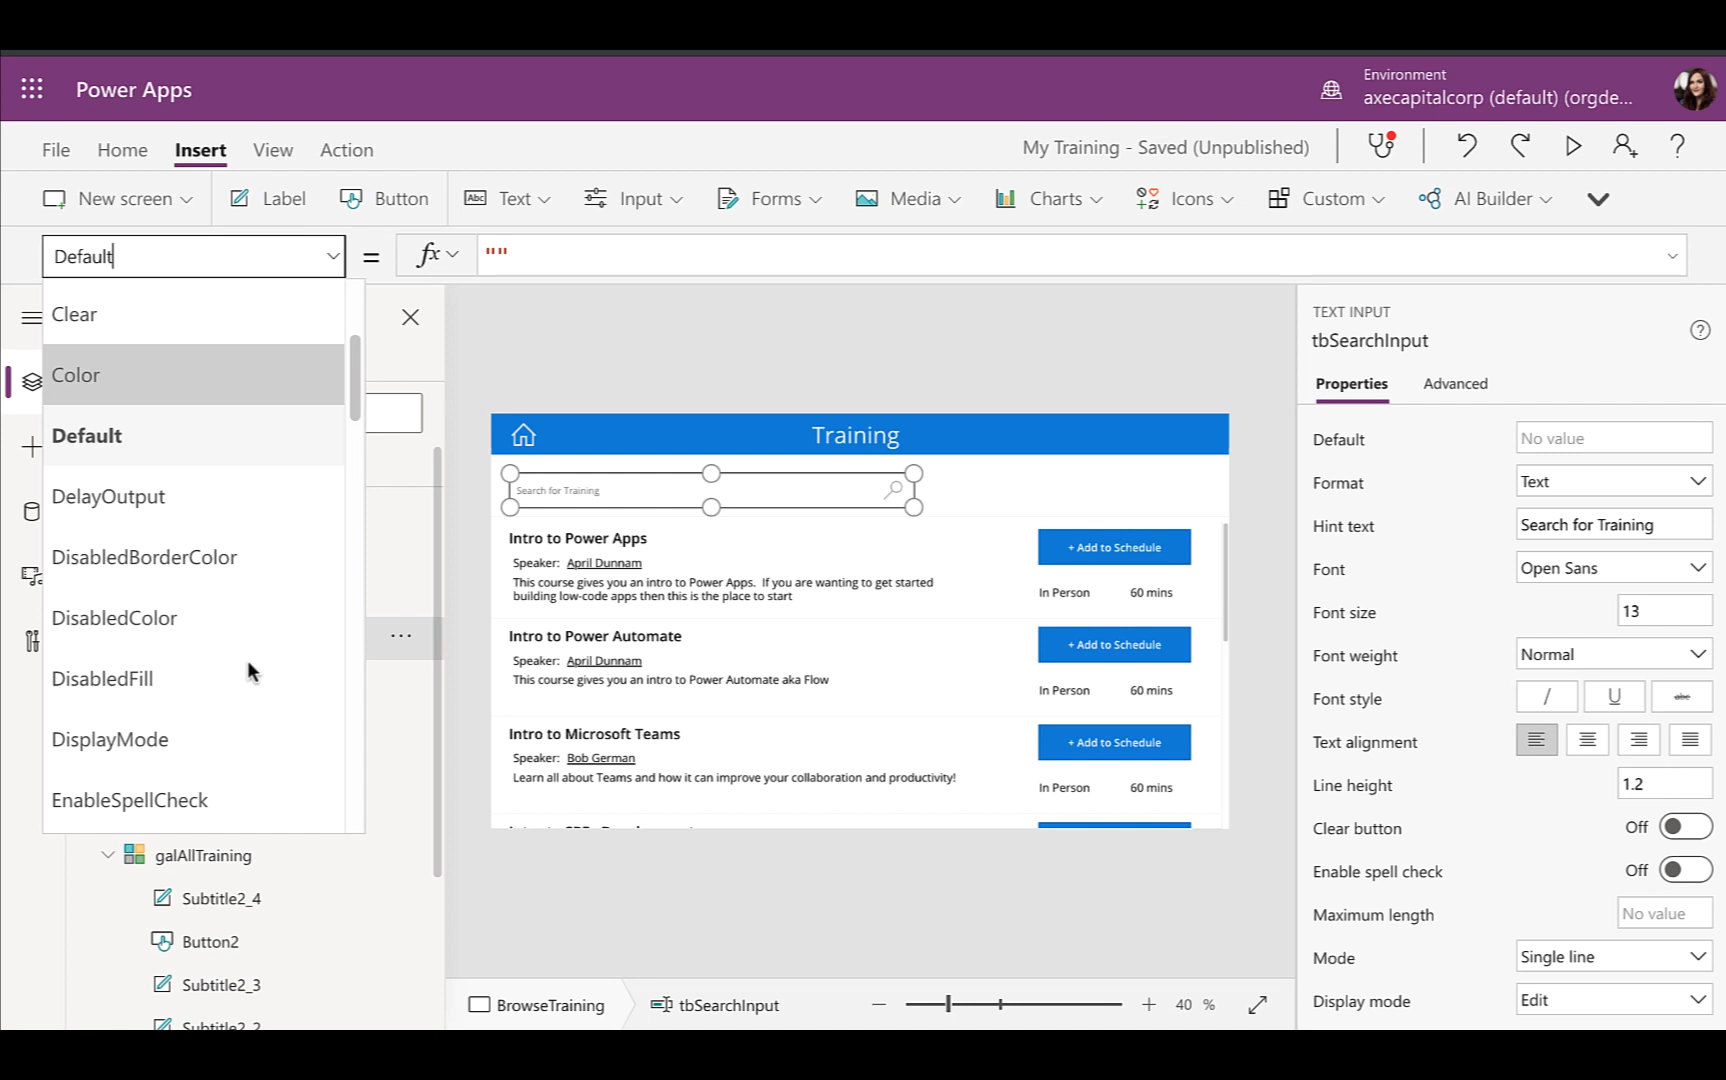 Power Apps
Environment
axecapitalcorp (default) (orgde...
File Home Insert View Action
My Training - Saved (Unpublished)
New screen Label Button Text Input Forms Media Charts Icons Custom AI Builder
Default = fx ""
Clear
Color
Default
DelayOutput
DisabledBorderColor
DisabledColor
DisabledFill
DisplayMode
EnableSpellCheck
galAllTraining
Subtitle2_4
Button2
Subtitle2_3
Subtitle2_2
Training
Search for Training
Intro to Power Apps
+ Add to Schedule
Speaker: April Dunnam
This course gives you an intro to Power Apps. If you are wanting to get started
building low-code apps then this is the place to start
In Person 60 mins
Intro to Power Automate
+ Add to Schedule
Speaker: April Dunnam
This course gives you an intro to Power Automate aka Flow
In Person 60 mins
Intro to Microsoft Teams
+ Add to Schedule
Speaker: Bob German
Learn all about Teams and how it can improve your collaboration and productivity!
In Person 60 mins
BrowseTraining tbSearchInput
40 %
TEXT INPUT
tbSearchInput
Properties Advanced
Default No value
Format Text
Hint text Search for Training
Font Open Sans
Font size 13
Font weight Normal
Font style / U abc
Text alignment
Line height 1.2
Clear button Off
Enable spell check Off
Maximum length No value
Mode Single line
Display mode Edit